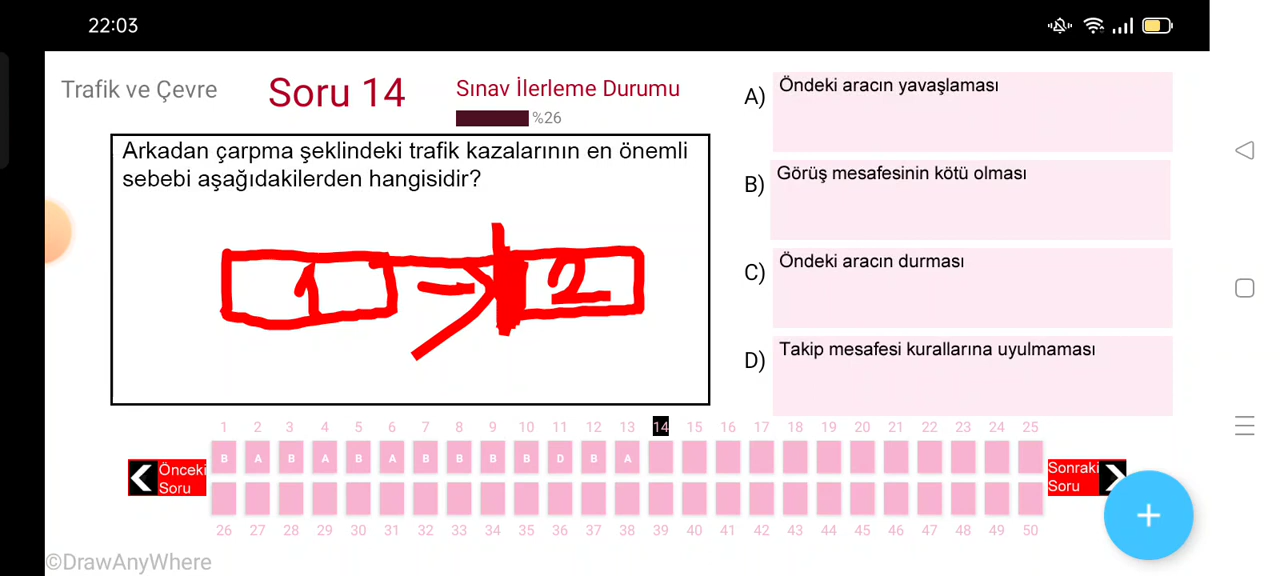 22:03
Trafik ve Çevre
Soru 14
Sınav İlerleme Durumu
%26
Arkadan çarpma şeklindeki trafik kazalarının en önemli
sebebi aşağıdakilerden hangisidir?
1
2
A) Öndeki aracın yavaşlaması
B) Görüş mesafesinin kötü olması
C) Öndeki aracın durması
D) Takip mesafesi kurallarına uyulmaması
1 2 3 4 5 6 7 8 9 10 11 12 13 14 15 16 17 18 19 20 21 22 23 24 25
B A B A B A B B B B D B A
Önceki
Soru
Sonraki
Soru
26 27 28 29 30 31 32 33 34 35 36 37 38 39 40 41 42 43 44 45 46 47 48 49 50
©DrawAnyWhere